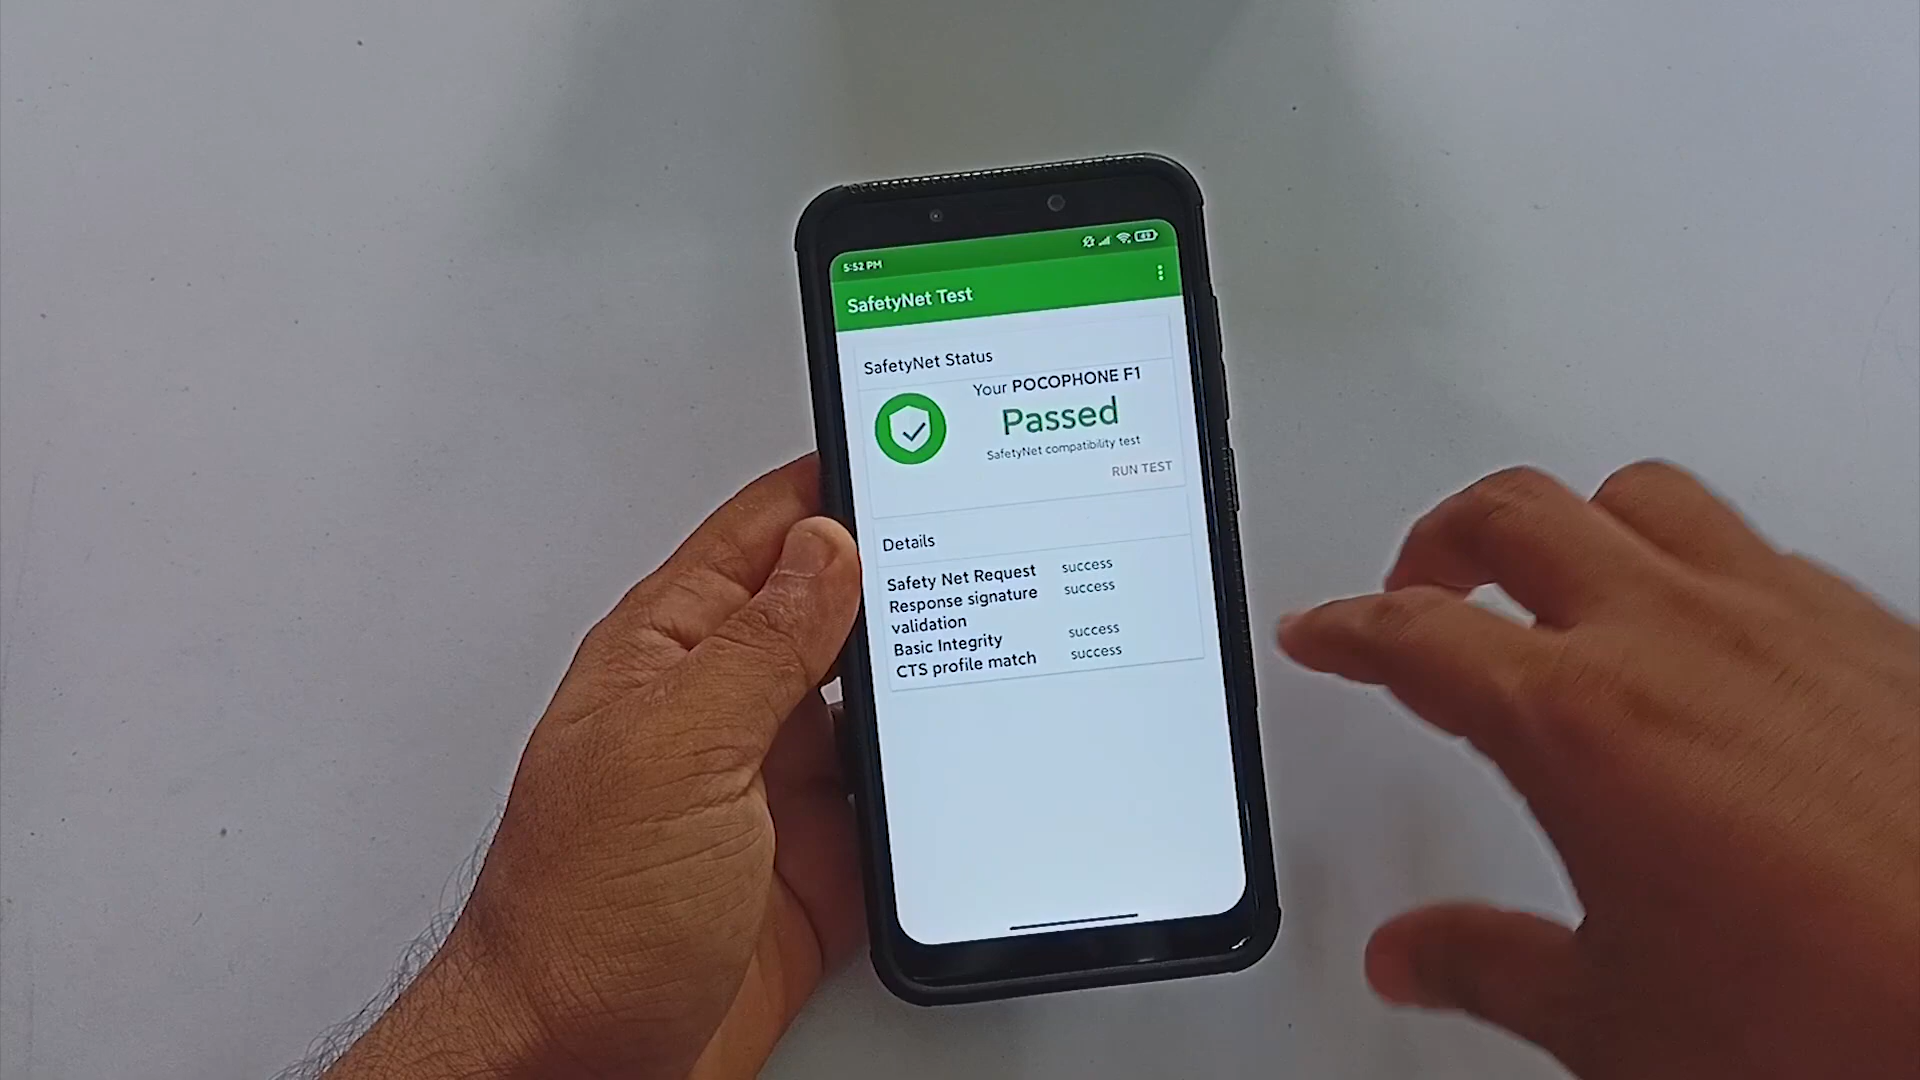 5:52 PM
49
SafetyNet Test
SafetyNet Status
Your POCOPHONE F1
Passed
SafetyNet compatibility test
RUN TEST
Details
Safety Net Request success
Response signature success
validation
Basic Integrity success
CTS profile match success